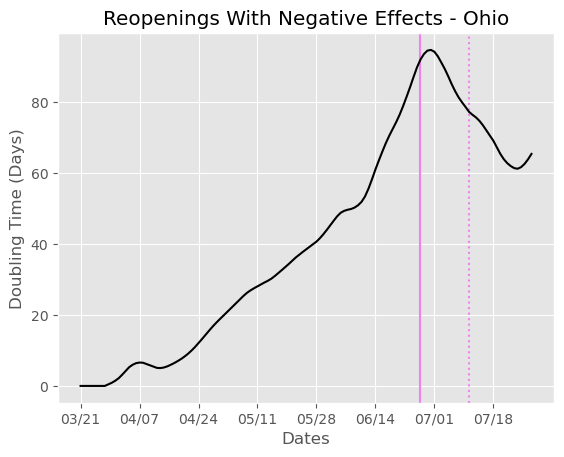 Reopenings With Negative Effects - Ohio
Doubling Time (Days)
80
60
40
20
0
03/21 04/07 04/24 05/11 05/28 06/14 07/01 07/18
Dates